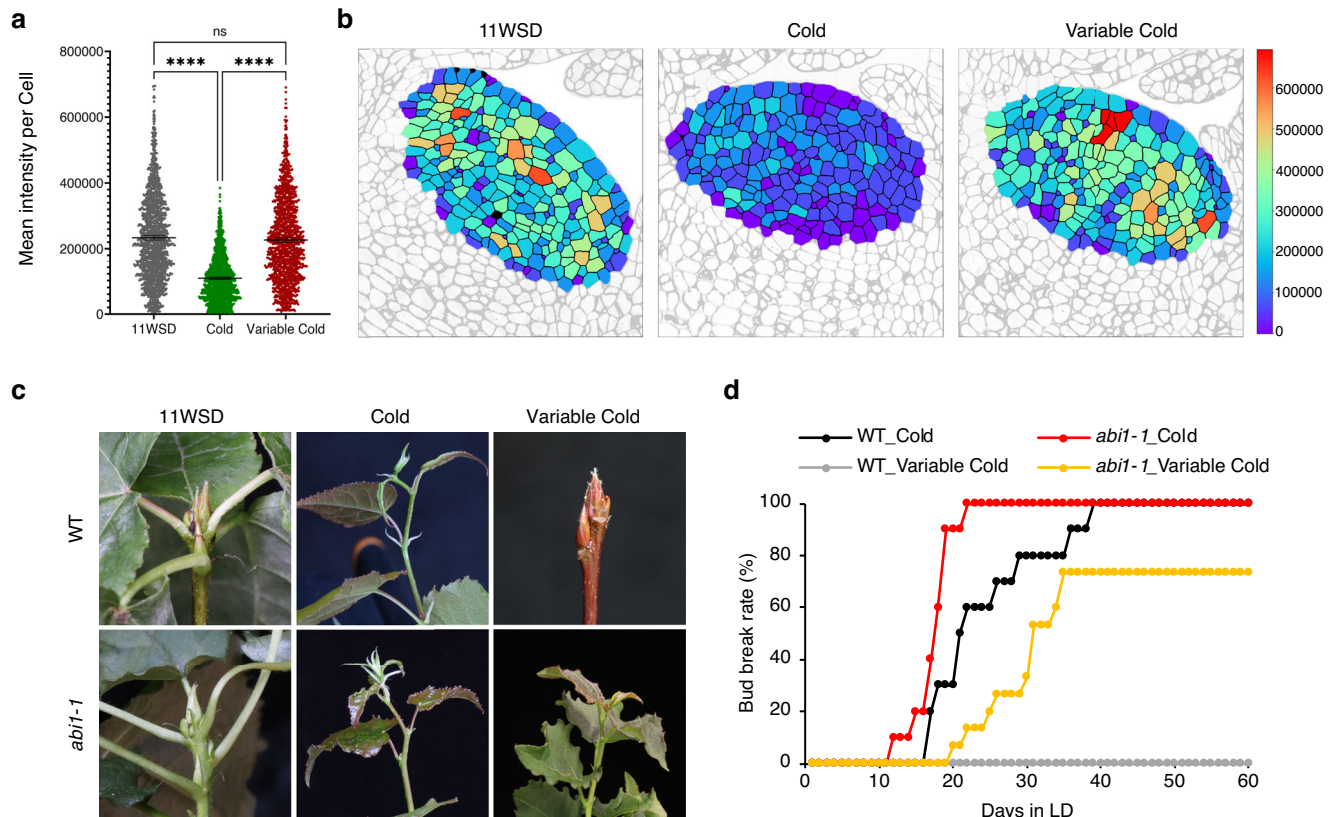 a
ns
**** ****
Mean intensity per Cell
800000
600000
400000
200000
0
11WSD Cold Variable Cold
b
11WSD Cold Variable Cold
600000
500000
400000
300000
200000
100000
0
c
11WSD Cold Variable Cold
WT
abi1-1
d
WT_Cold abi1-1_Cold
WT_Variable Cold abi1-1_Variable Cold
Bud break rate (%)
100
80
60
40
20
0
0 10 20 30 40 50 60
Days in LD